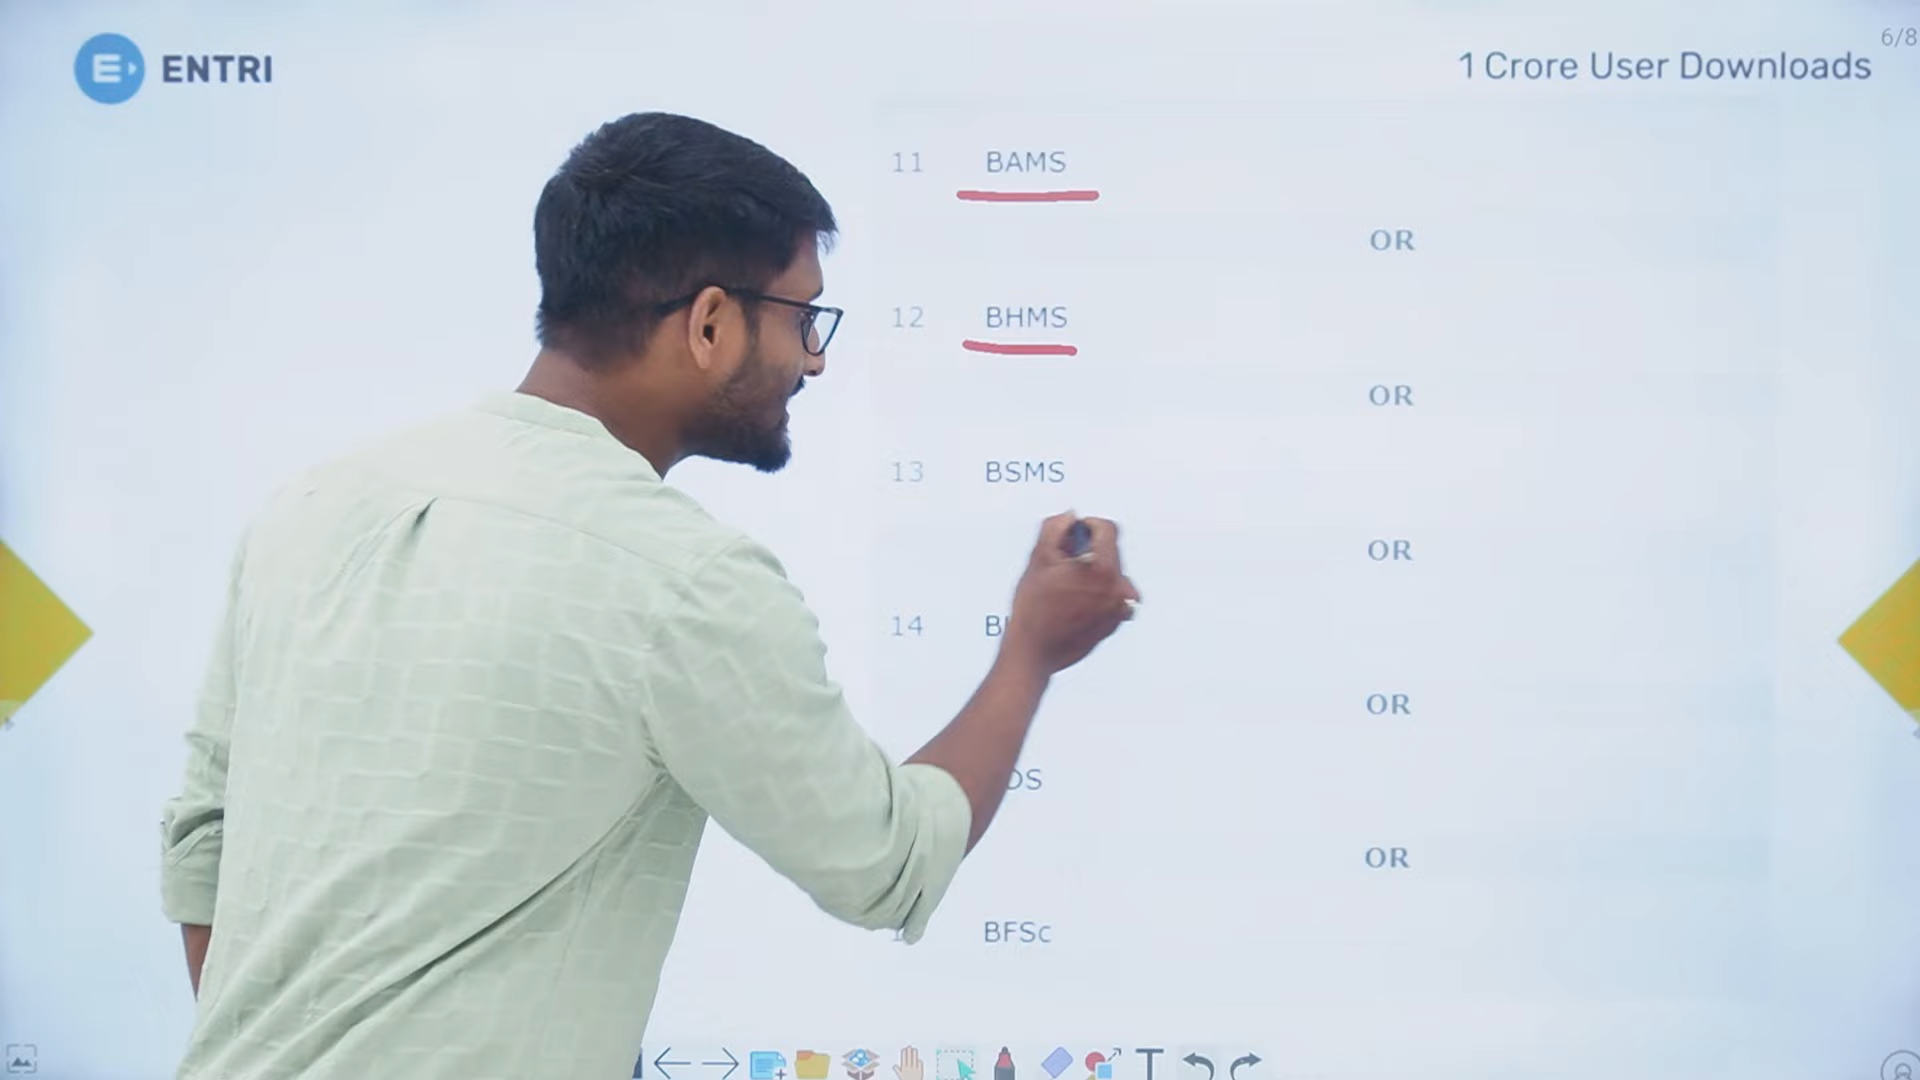 ENTRI
1 Crore User Downloads
6/8
11 BAMS
OR
12 BHMS
OR
13 BSMS
OR
14
OR
OR
BFSc